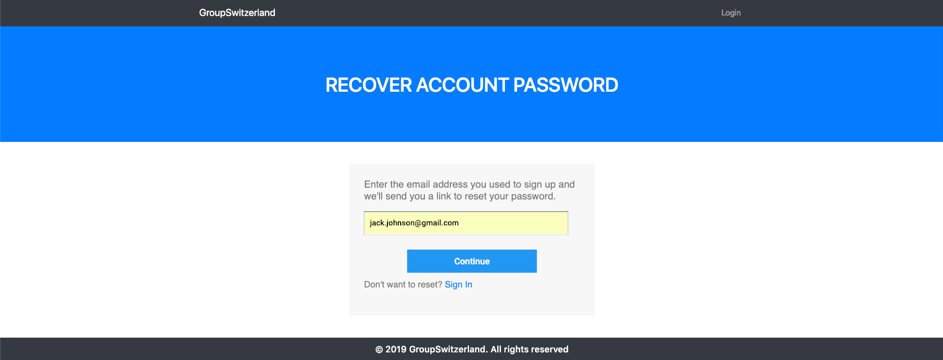 GroupSwitzerland
Login
RECOVER ACCOUNT PASSWORD
Enter the email address you used to sign up and
we'll send you a link to reset your password.
jack.johnson@gmail.com
Continue
Don't want to reset? Sign In
© 2019 GroupSwitzerland. All rights reserved